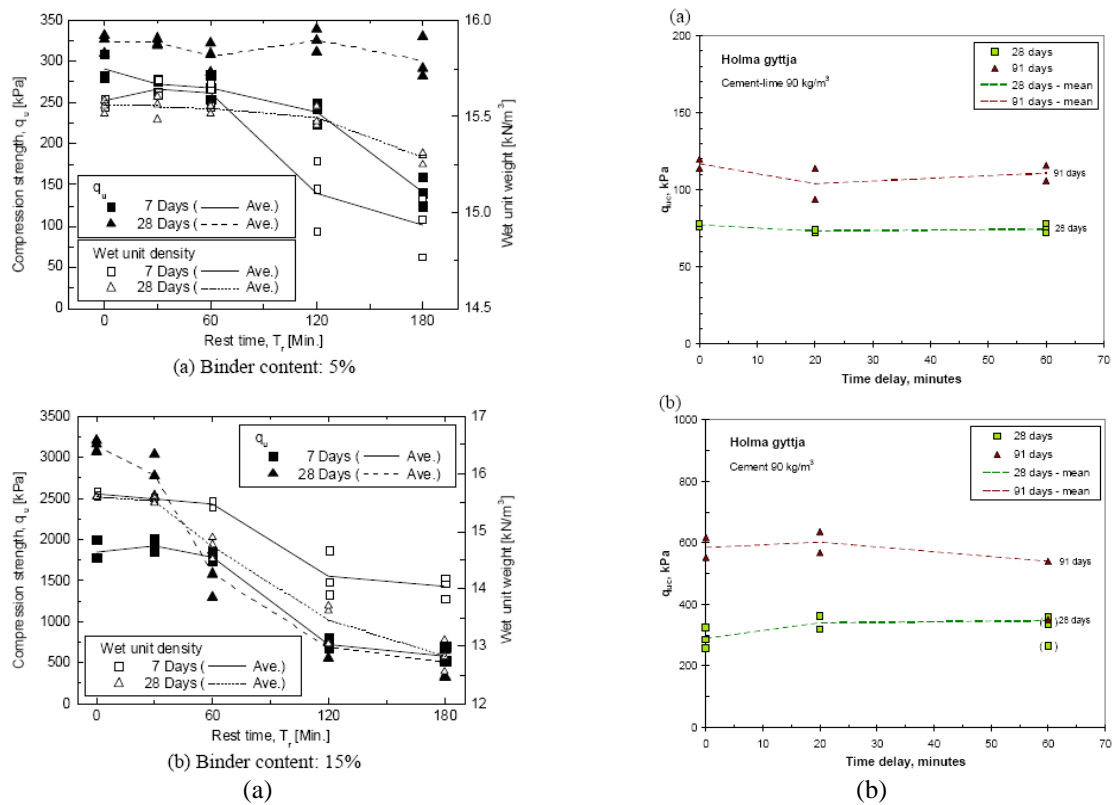 350
300
250
200
150
100
50
0
Compression strength, q_u [kPa]
16.0
15.5
15.0
14.5
Wet unit weight [kN/m³]
q_u
■ 7 Days ( —— Ave.)
▲ 28 Days ( - - - Ave.)
Wet unit density
□ 7 Days ( —— Ave.)
△ 28 Days ( ········ Ave.)
0 30 60 120 180
Rest time, T_r [Min.]
(a) Binder content: 5%
3500
3000
2500
2000
1500
1000
500
0
Compression strength, q_u [kPa]
17
16
15
14
13
12
Wet unit weight [kN/m³]
q_u
■ 7 Days ( —— Ave.)
▲ 28 Days ( - - - Ave.)
Wet unit density
□ 7 Days ( —— Ave.)
△ 28 Days ( ········ Ave.)
0 30 60 120 180
Rest time, T_r [Min.]
(b) Binder content: 15%
(a)
(a)
200
150
100
50
0
q_uc, kPa
Holma gyttja
Cement-lime 90 kg/m³
28 days
91 days
28 days - mean
91 days - mean
91 days
28 days
0 10 20 30 40 50 60 70
Time delay, minutes
(b)
1000
800
600
400
200
0
q_uc, kPa
Holma gyttja
Cement 90 kg/m³
28 days
91 days
28 days - mean
91 days - mean
91 days
( )28 days
( )
0 10 20 30 40 50 60 70
Time delay, minutes
(b)